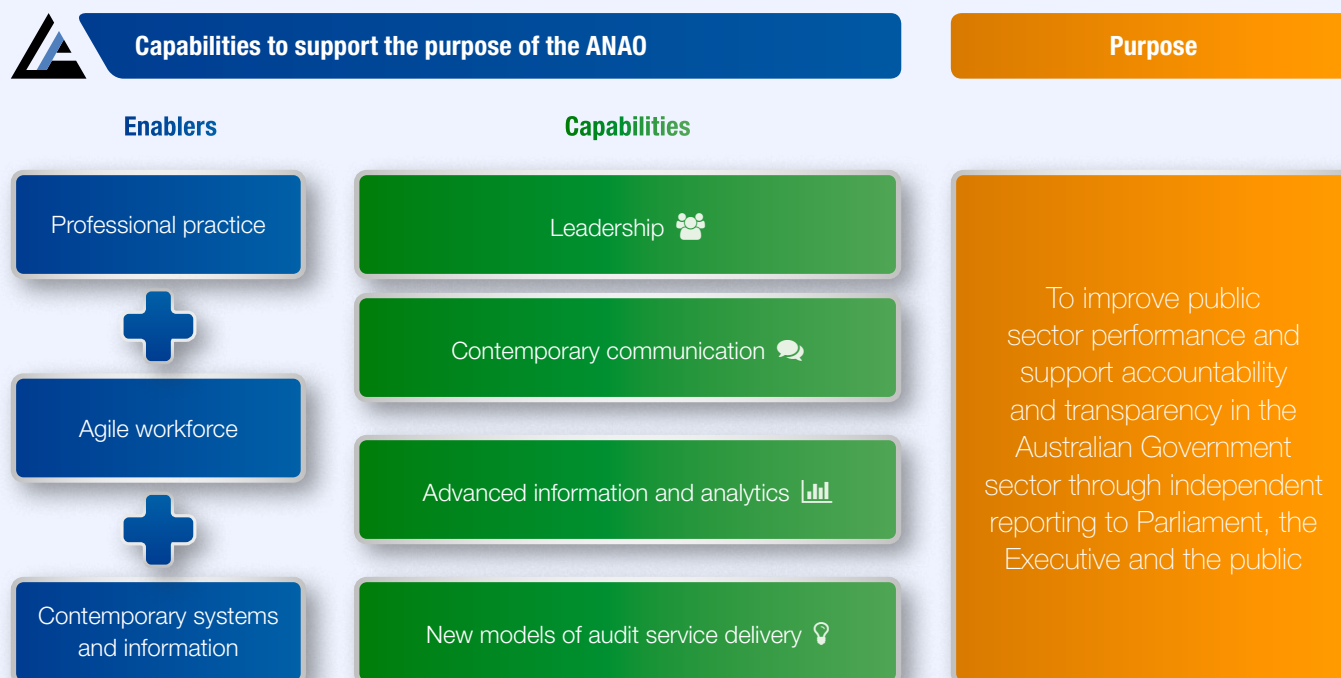 Capabilities to support the purpose of the ANAO
Purpose
Enablers
Capabilities
Professional practice
Agile workforce
Contemporary systems
and information
Leadership
Contemporary communication
Advanced information and analytics
New models of audit service delivery
To improve public
sector performance and
support accountability
and transparency in the
Australian Government
sector through independent
reporting to Parliament, the
Executive and the public